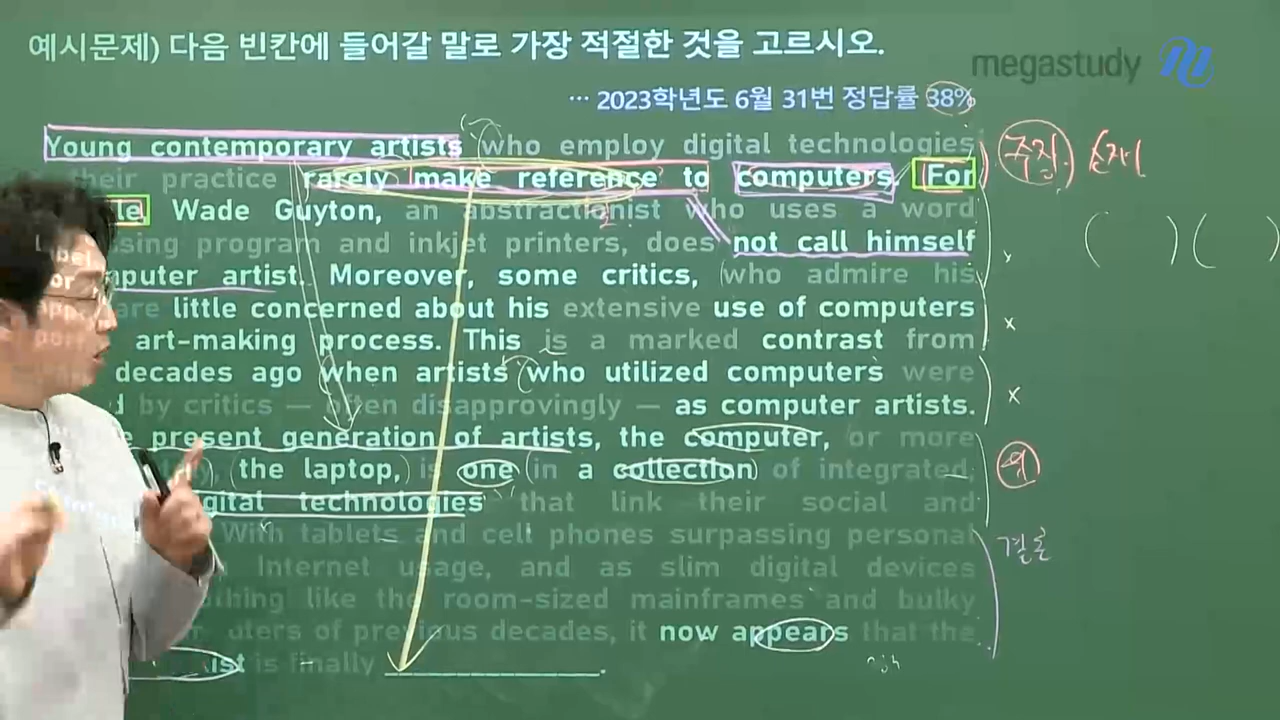 예시문제) 다음 빈칸에 들어갈 말로 가장 적절한 것을 고르시오.
megastudy
… 2023학년도 6월 31번 정답률 38%
Young contemporary artists who employ digital technologies
their practice rarely make reference to computers. For
Wade Guyton, an abstractionist who uses a word
and inkjet printers, does not call himself
artist. Moreover, some critics, who admire his
are little concerned about his extensive use of computers
art-making process. This is a marked contrast from
decades ago when artists who utilized computers were
by critics — often disapprovingly — as computer artists.
present generation of artists, the computer, or more
the laptop, is one in a collection of integrated,
technologies that link their social and
With tablets and cell phones surpassing personal
Internet usage, and as slim digital devices
like the room-sized mainframes and bulky
of previous decades, it now appears that the
is finally
주장 소재
( ) ( )
x
x
x
결론